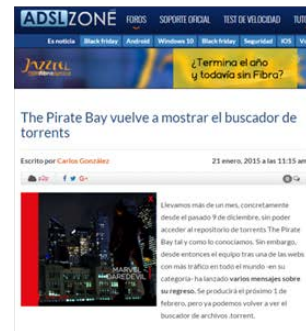 ADSLZONE FOROS SOPORTE OFICIAL TEST DE VELOCIDAD
Es noticia Black friday Android Windows 10 Black friday Seguridad iOS
Jazztel
fibra óptica
¿Termina el año
y todavía sin Fibra?
The Pirate Bay vuelve a mostrar el buscador de
torrents
Escrito por Carlos González 21 enero, 2015 a las 11:15 am
p2p f G+ 0
X
MARVEL
DAREDEVIL
Llevamos más de un mes, concretamente
desde el pasado 9 de diciembre, sin poder
acceder al repositorio de torrents The Pirate
Bay tal y como lo conocíamos. Sin embargo,
desde entonces el equipo tras una de las webs
con más tráfico en todo el mundo -en su
categoría- ha lanzado varios mensajes sobre
su regreso. Se producirá el próximo 1 de
febrero, pero ya podemos volver a ver el
buscador de archivos .torrent.